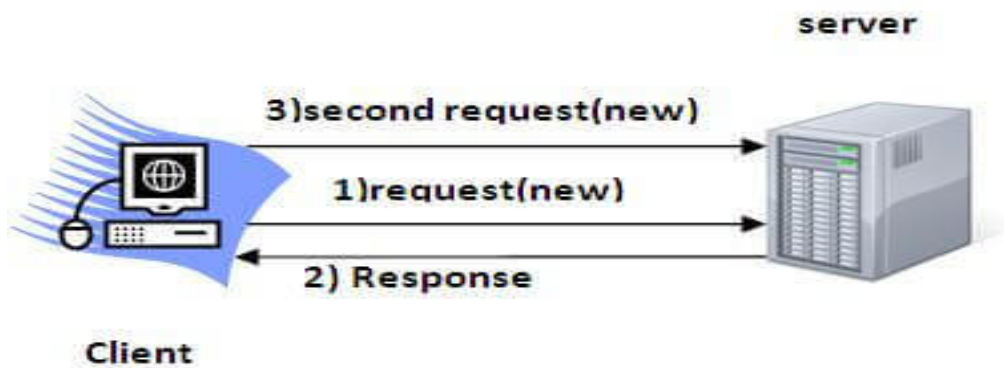 server
3)second request(new)
1)request(new)
2) Response
Client